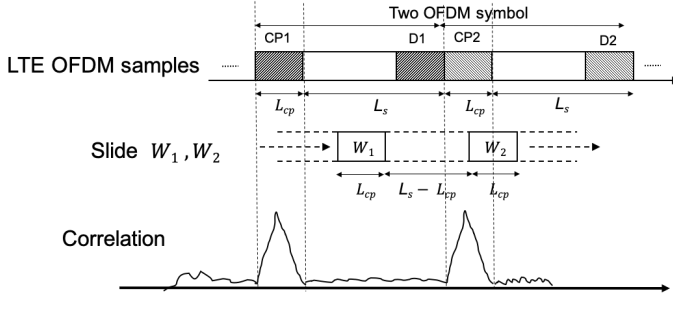 Two OFDM symbol
CP1 D1 CP2 D2
LTE OFDM samples ...... ......
L_cp L_s L_cp L_s
Slide W_1 , W_2 W_1 W_2
L_cp L_s − L_cp L_cp
Correlation